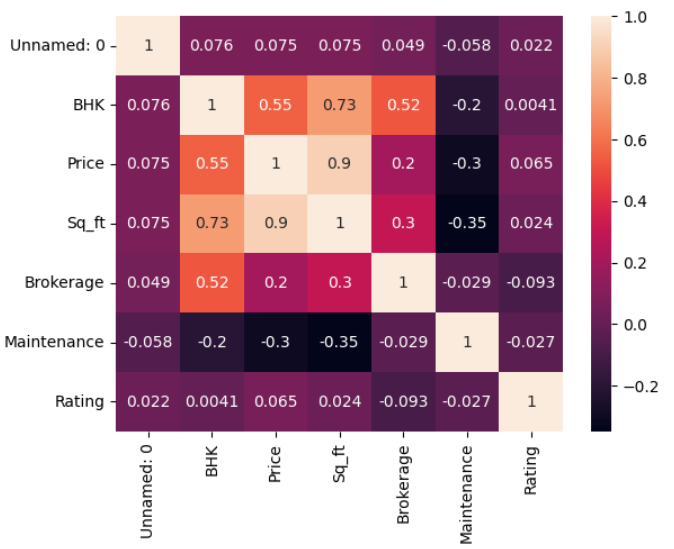 Unnamed: 0 1 0.076 0.075 0.075 0.049 -0.058 0.022
BHK 0.076 1 0.55 0.73 0.52 -0.2 0.0041
Price 0.075 0.55 1 0.9 0.2 -0.3 0.065
Sq_ft 0.075 0.73 0.9 1 0.3 -0.35 0.024
Brokerage 0.049 0.52 0.2 0.3 1 -0.029 -0.093
Maintenance -0.058 -0.2 -0.3 -0.35 -0.029 1 -0.027
Rating 0.022 0.0041 0.065 0.024 -0.093 -0.027 1
Unnamed: 0
BHK
Price
Sq_ft
Brokerage
Maintenance
Rating
1.0
0.8
0.6
0.4
0.2
0.0
−0.2